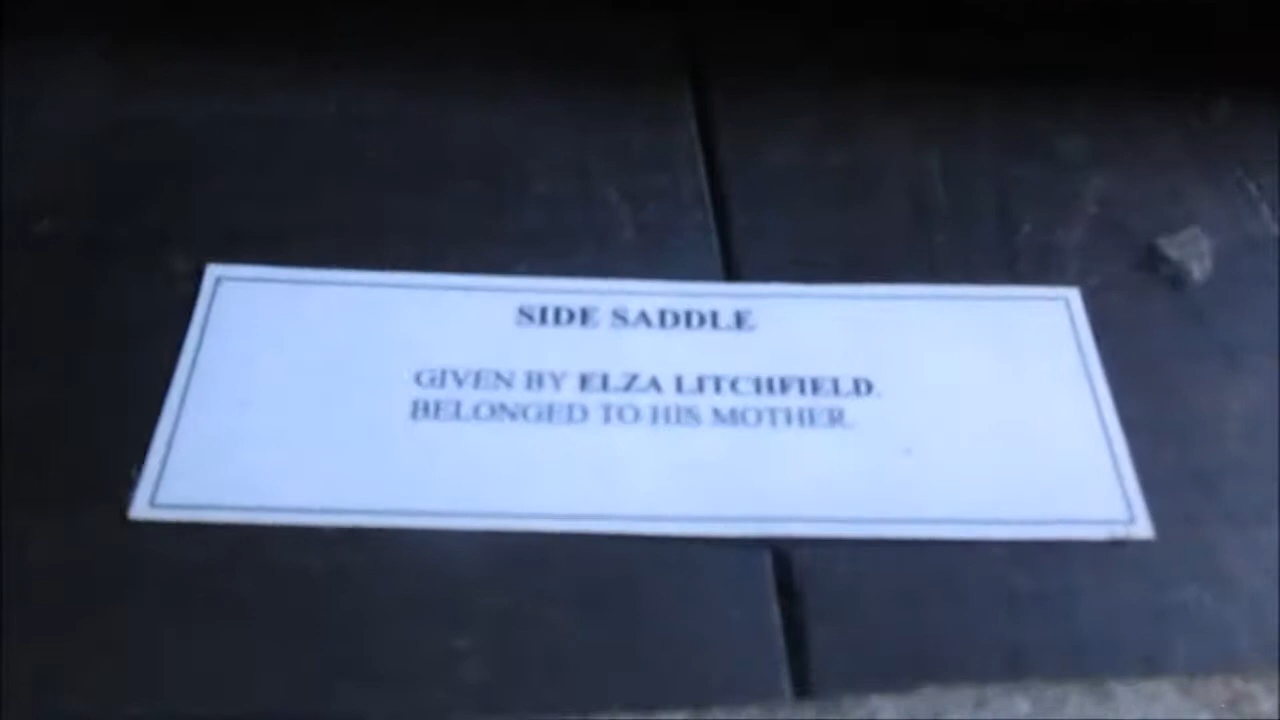 SIDE SADDLE
GIVEN BY ELZA LITCHFIELD.
BELONGED TO HIS MOTHER.